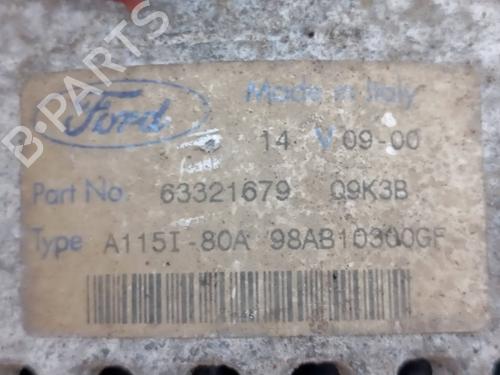 B-PARTS
Ford Made in Italy
14 V 09-00
Part No. 63321679 Q9K3B
Type A115I-80A 98AB10300GF